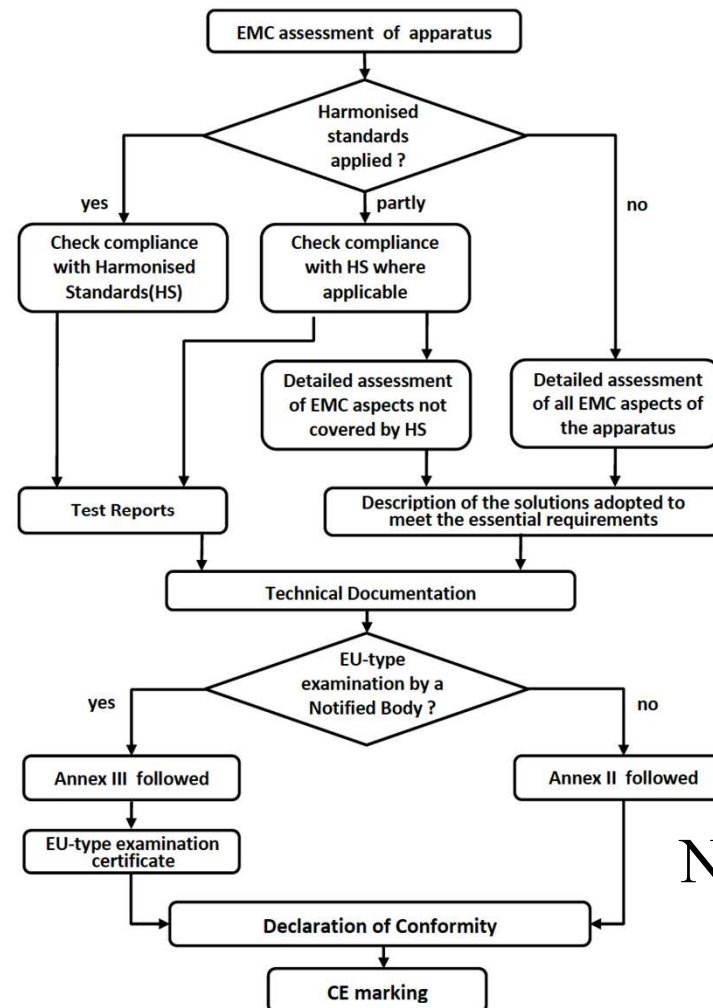 EMC assessment of apparatus
Harmonised
standards
applied ?
yes
partly
no
Check compliance
with Harmonised
Standards(HS)
Check compliance
with HS where
applicable
Detailed assessment
of EMC aspects not
covered by HS
Detailed assessment
of all EMC aspects of
the apparatus
Test Reports
Description of the solutions adopted to
meet the essential requirements
Technical Documentation
EU-type
examination by a
Notified Body ?
yes
no
Annex III followed
Annex II followed
EU-type examination
certificate
N
Declaration of Conformity
CE marking